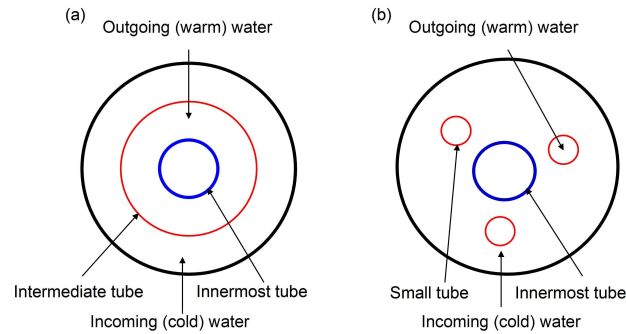 (a)
Outgoing (warm) water
Intermediate tube
Innermost tube
Incoming (cold) water
(b)
Outgoing (warm) water
Small tube
Innermost tube
Incoming (cold) water